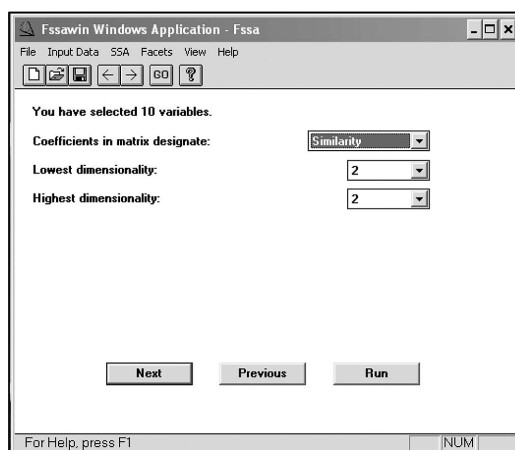 Fssawin Windows Application - Fssa
File Input Data SSA Facets View Help
GO
You have selected 10 variables.
Coefficients in matrix designate: Similarity
Lowest dimensionality: 2
Highest dimensionality: 2
Next Previous Run
For Help, press F1 NUM